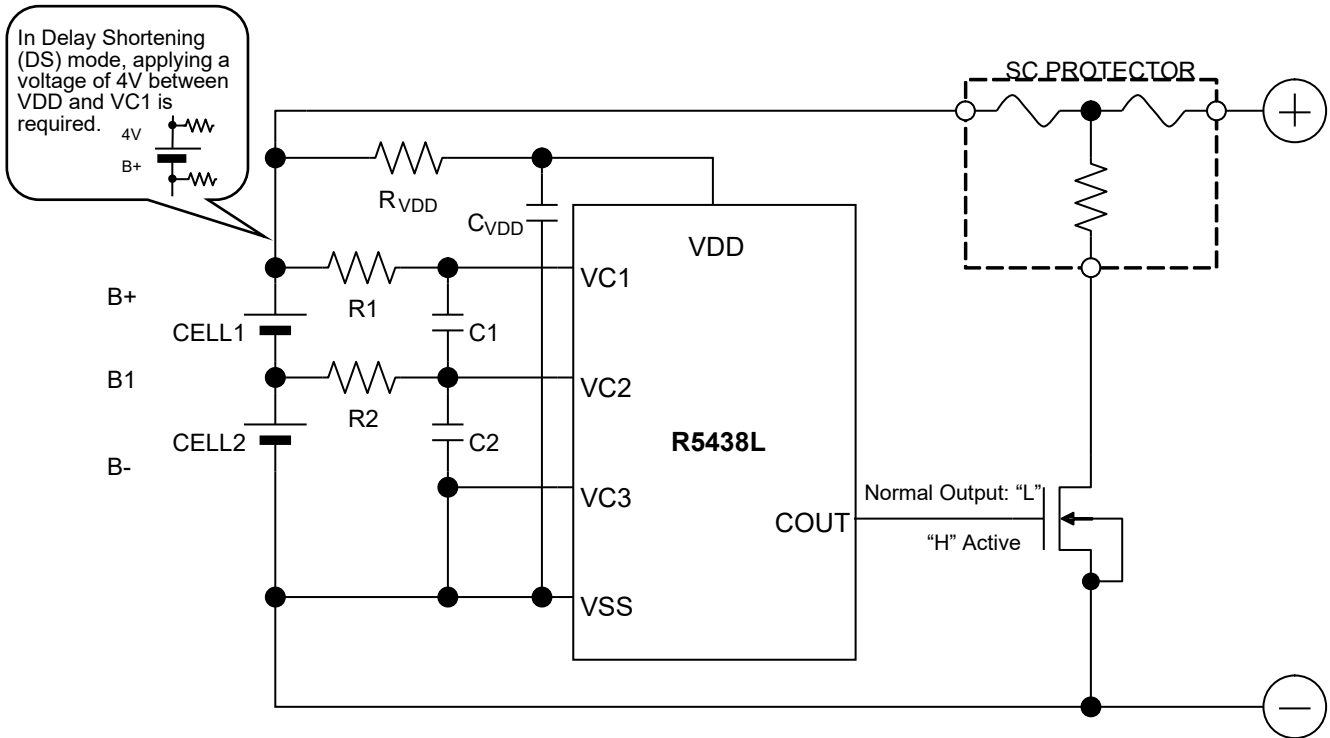 In Delay Shortening
(DS) mode, applying a
voltage of 4V between
VDD and VC1 is
required.
4V
B+
SC PROTECTOR
+
RVDD
CVDD
VDD
B+
R1
VC1
CELL1
C1
B1
R2
VC2
CELL2
C2
R5438L
B-
VC3
Normal Output: “L”
COUT
“H” Active
VSS
—